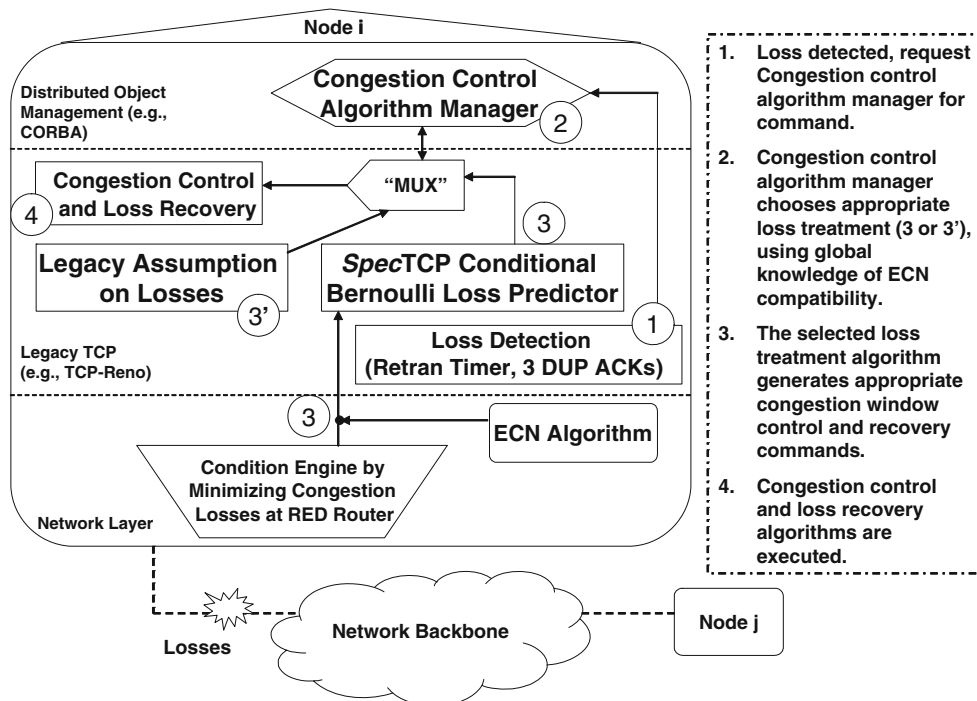 Node i
Distributed Object
Management (e.g.,
CORBA)
Congestion Control
Algorithm Manager
2
Congestion Control
and Loss Recovery
4
“MUX”
3
Legacy Assumption
on Losses
3’
SpecTCP Conditional
Bernoulli Loss Predictor
1
Loss Detection
(Retran Timer, 3 DUP ACKs)
Legacy TCP
(e.g., TCP-Reno)
3
ECN Algorithm
Condition Engine by
Minimizing Congestion
Losses at RED Router
Network Layer
Losses
Network Backbone
Node j
1. Loss detected, request
Congestion control
algorithm manager for
command.
2. Congestion control
algorithm manager
chooses appropriate
loss treatment (3 or 3’),
using global
knowledge of ECN
compatibility.
3. The selected loss
treatment algorithm
generates appropriate
congestion window
control and recovery
commands.
4. Congestion control
and loss recovery
algorithms are
executed.